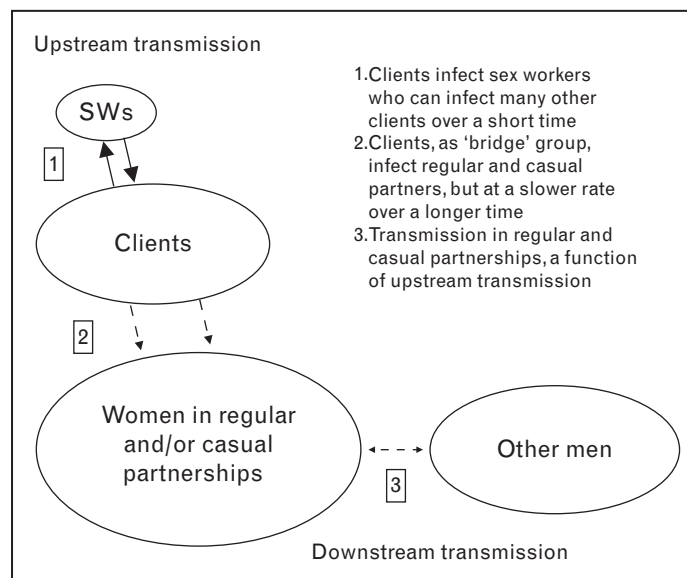 Upstream transmission
SWs
1
Clients
2
Women in regular
and/or casual
partnerships
3
Other men
Downstream transmission
1.Clients infect sex workers
who can infect many other
clients over a short time
2.Clients, as ‘bridge’ group,
infect regular and casual
partners, but at a slower rate
over a longer time
3.Transmission in regular and
casual partnerships, a function
of upstream transmission